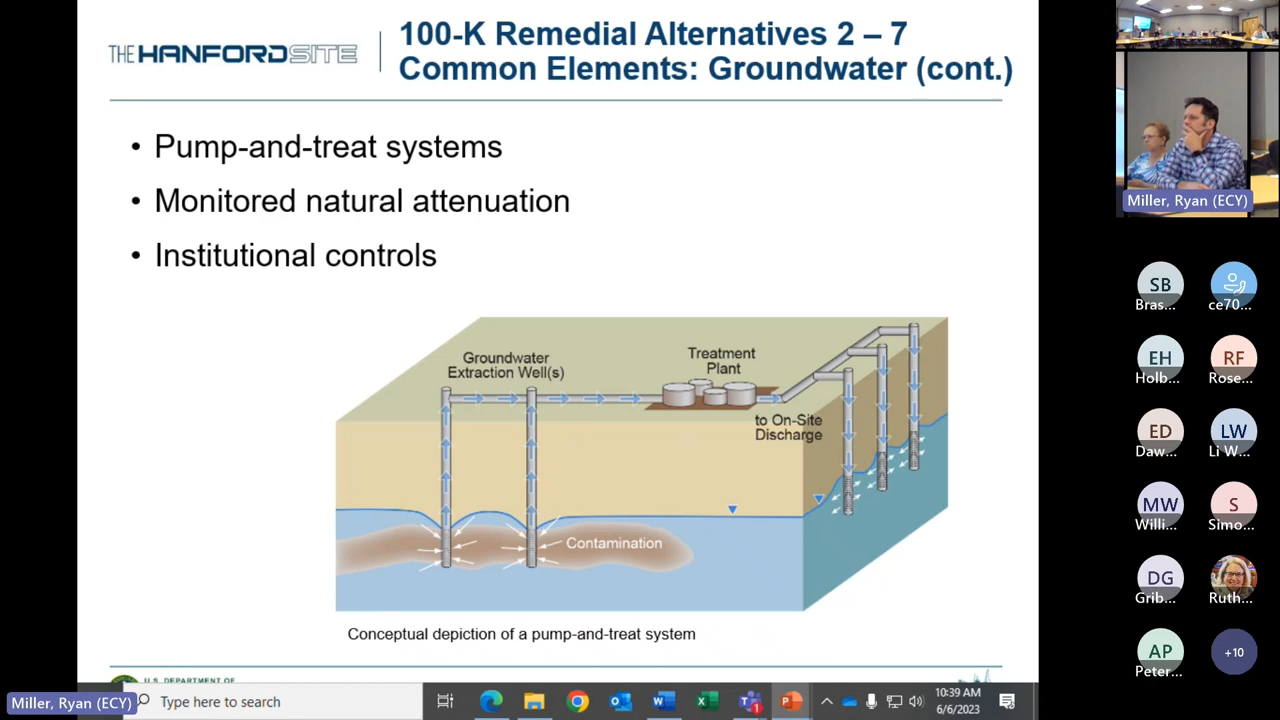 THE HANFORDSITE
100-K Remedial Alternatives 2 – 7
Common Elements: Groundwater (cont.)
• Pump-and-treat systems
• Monitored natural attenuation
• Institutional controls
Groundwater
Extraction Well(s)
Treatment
Plant
to On-Site
Discharge
Contamination
Conceptual depiction of a pump-and-treat system
U.S. DEPARTMENT OF
Miller, Ryan (ECY)
Type here to search
10:39 AM
6/6/2023
Miller, Ryan (ECY)
SB
Bras...
ce70...
EH
Holb...
RF
Rose...
ED
Daw...
LW
Li W...
MW
Willi...
S
Simo...
DG
Grib...
Ruth...
AP
Peter...
+10